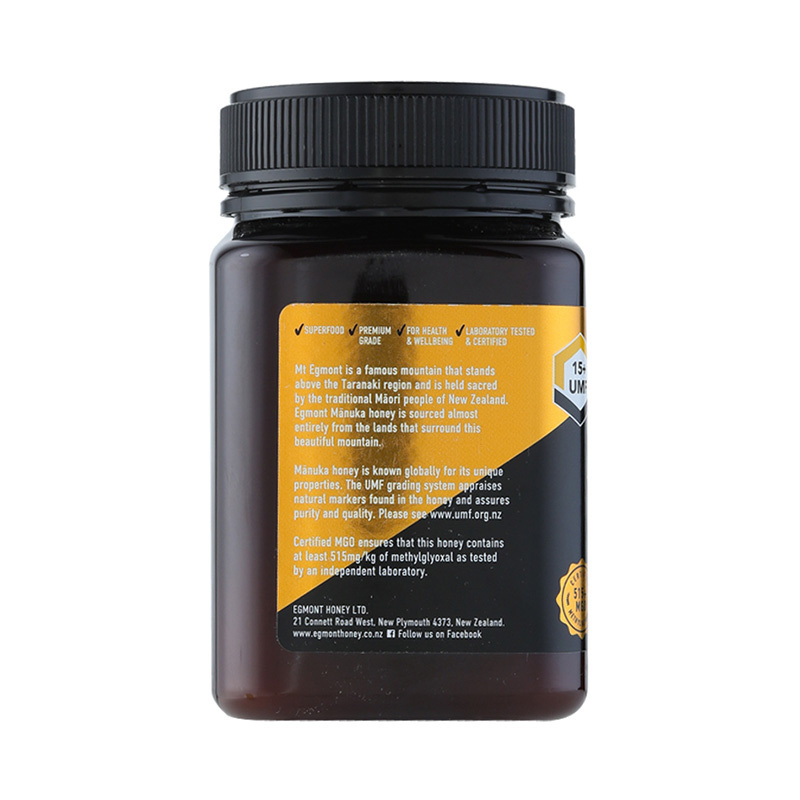 ✓SUPERFOOD ✓PREMIUM GRADE ✓FOR HEALTH & WELLBEING ✓LABORATORY TESTED & CERTIFIED
Mt Egmont is a famous mountain that stands
above the Taranaki region and is held sacred
by the traditional Māori people of New Zealand.
Egmont Mānuka honey is sourced almost
entirely from the lands that surround this
beautiful mountain.
Mānuka honey is known globally for its unique
properties. The UMF grading system appraises
natural markers found in the honey and assures
purity and quality. Please see www.umf.org.nz
Certified MGO ensures that this honey contains
at least 515mg/kg of methylglyoxal as tested
by an independent laboratory.
EGMONT HONEY LTD.
21 Connett Road West, New Plymouth 4373, New Zealand.
www.egmonthoney.co.nz Follow us on Facebook
15+
UMF